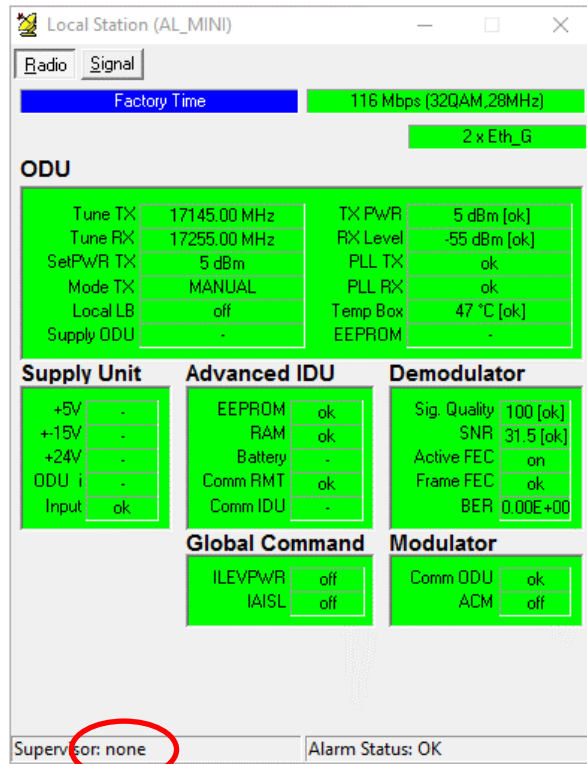 Local Station (AL_MINI)
Radio Signal
Factory Time 116 Mbps (32QAM,28MHz)
2 x Eth_G
ODU
Tune TX 17145.00 MHz TX PWR 5 dBm [ok]
Tune RX 17255.00 MHz RX Level -55 dBm [ok]
SetPWR TX 5 dBm PLL TX ok
Mode TX MANUAL PLL RX ok
Local LB off Temp Box 47 °C [ok]
Supply ODU - EEPROM -
Supply Unit Advanced IDU Demodulator
+5V - EEPROM ok Sig. Quality 100 [ok]
+-15V - RAM ok SNR 31.5 [ok]
+24V - Battery - Active FEC on
ODU i - Comm RMT ok Frame FEC ok
Input ok Comm IDU - BER 0.00E+00
Global Command Modulator
ILEVPWR off Comm ODU ok
IAISL off ACM off
Supervisor: none Alarm Status: OK